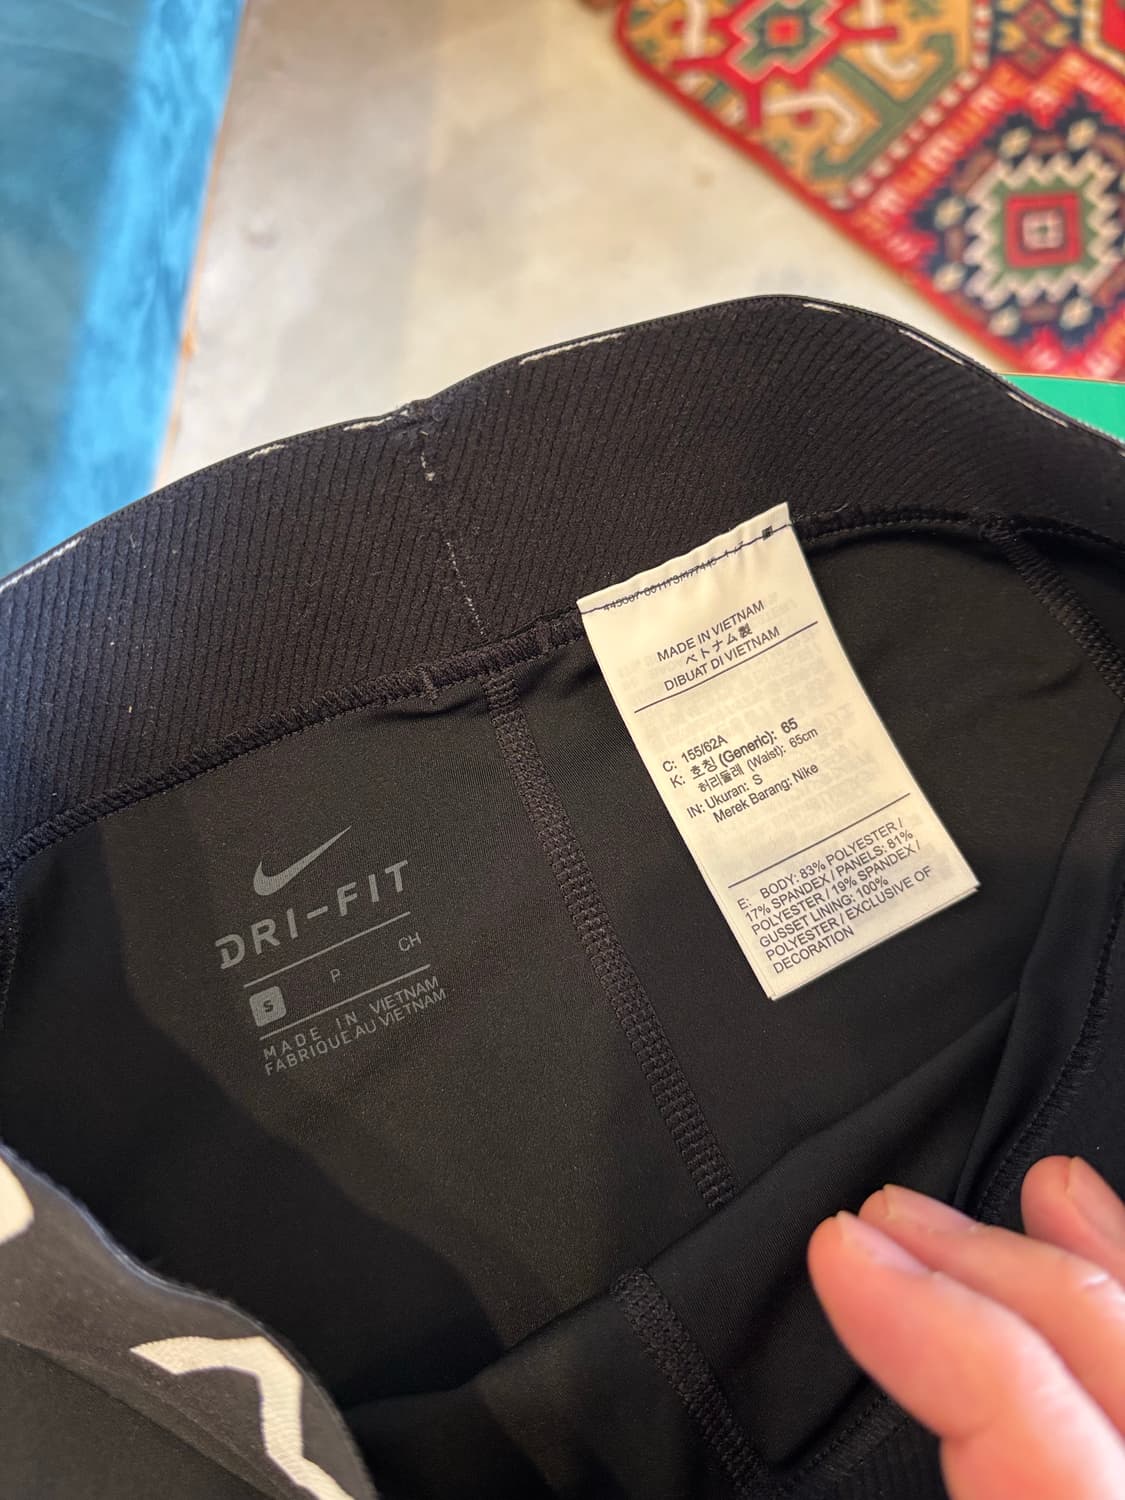 DRI-FIT
S P CH
MADE IN VIETNAM
FABRIQUE AU VIETNAM
MADE IN VIETNAM
ベトナム製
DIBUAT DI VIETNAM
C: 155/62A
K: 호칭 (Generic): 65
허리둘레 (Waist): 65cm
IN: Ukuran: S
Merek Barang: Nike
E: BODY: 83% POLYESTER /
17% SPANDEX / PANELS: 81%
POLYESTER / 19% SPANDEX /
GUSSET LINING: 100%
POLYESTER / EXCLUSIVE OF
DECORATION